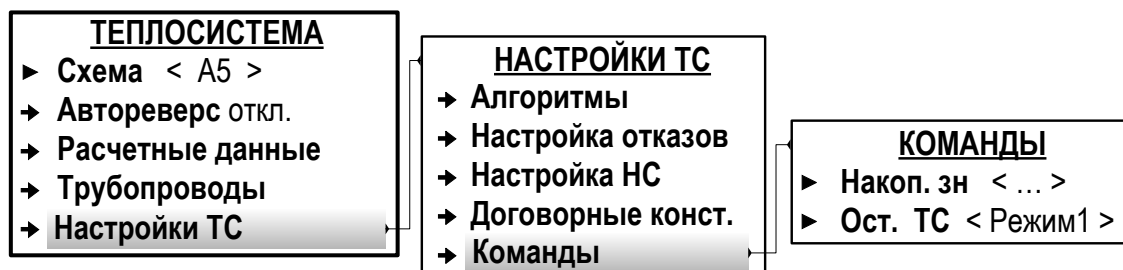 ТЕПЛОСИСТЕМА
► Схема < А5 >
→ Автореверс откл.
→ Расчетные данные
→ Трубопроводы
→ Настройки ТС
НАСТРОЙКИ ТС
→ Алгоритмы
→ Настройка отказов
→ Настройка НС
→ Договорные конст.
→ Команды
КОМАНДЫ
► Накоп. зн < ... >
► Ост. ТС < Режим1 >